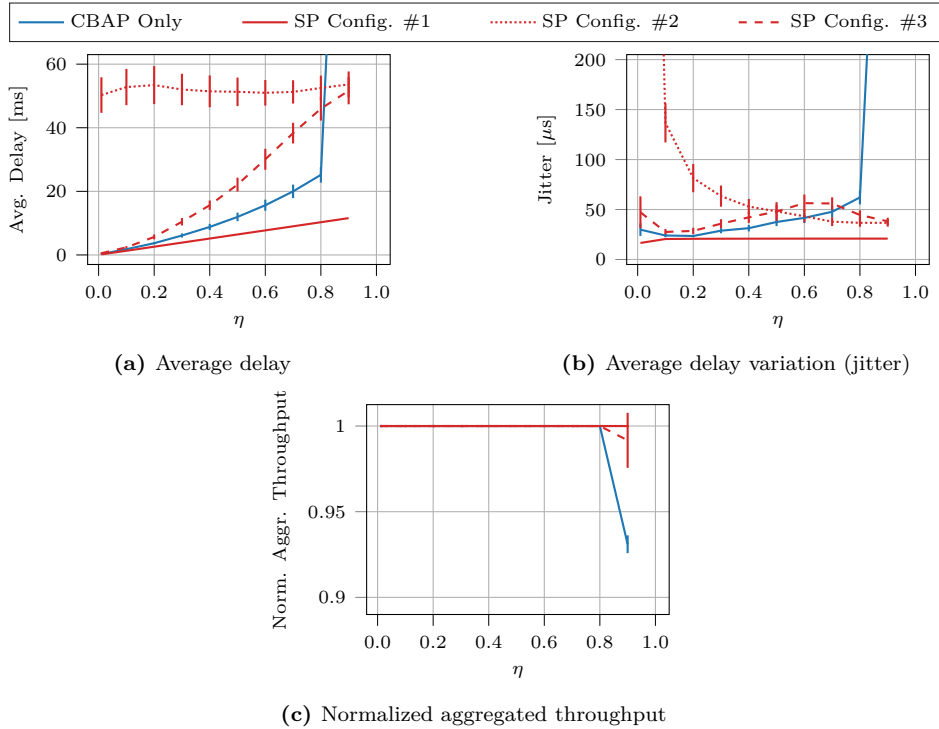 CBAP Only SP Config. #1 SP Config. #2 SP Config. #3
Avg. Delay [ms]
60
40
20
0
0.0 0.2 0.4 0.6 0.8 1.0
η
(a) Average delay
Jitter [μs]
200
150
100
50
0
0.0 0.2 0.4 0.6 0.8 1.0
η
(b) Average delay variation (jitter)
Norm. Aggr. Throughput
1
0.95
0.9
0.0 0.2 0.4 0.6 0.8 1.0
η
(c) Normalized aggregated throughput